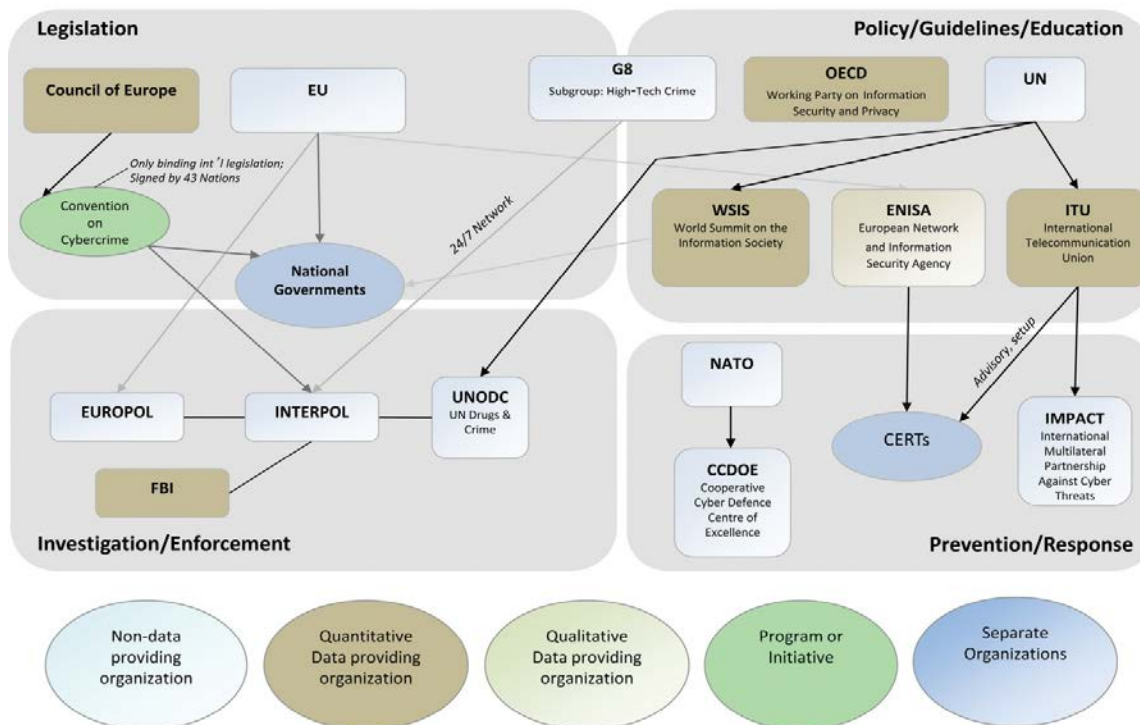 Legislation
Council of Europe
EU
G8
Subgroup: High-Tech Crime
Only binding int'l legislation;
Signed by 43 Nations
Convention
on
Cybercrime
24/7 Network
National
Governments
Policy/Guidelines/Education
OECD
Working Party on Information
Security and Privacy
UN
WSIS
World Summit on the
Information Society
ENISA
European Network
and Information
Security Agency
ITU
International
Telecommunication
Union
EUROPOL
INTERPOL
UNODC
UN Drugs &
Crime
FBI
Investigation/Enforcement
NATO
CCDOE
Cooperative
Cyber Defence
Centre of
Excellence
Advisory, setup
CERTs
IMPACT
International
Multilateral
Partnership
Against Cyber
Threats
Prevention/Response
Non-data
providing
organization
Quantitative
Data providing
organization
Qualitative
Data providing
organization
Program or
Initiative
Separate
Organizations